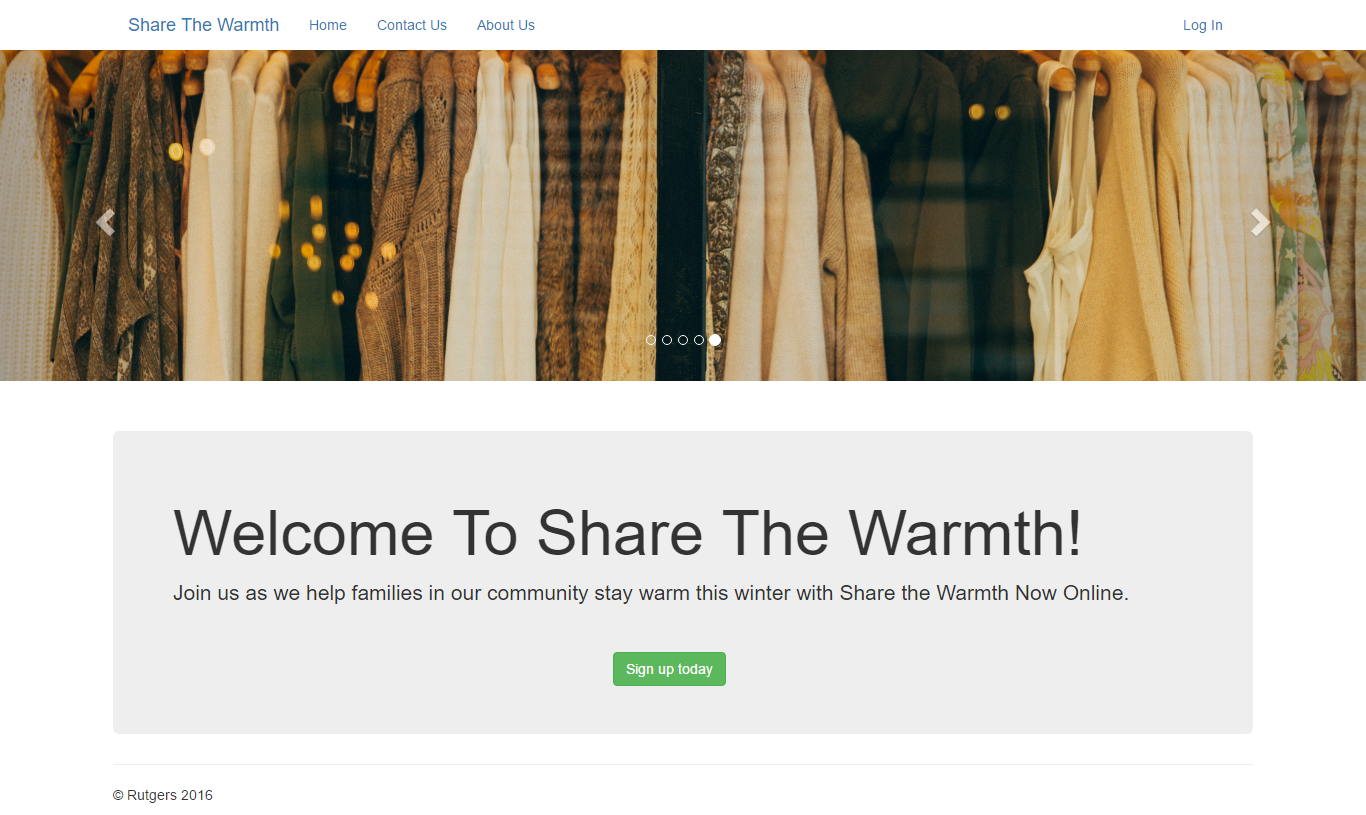 Share The Warmth Home Contact Us About Us Log In
Welcome To Share The Warmth!
Join us as we help families in our community stay warm this winter with Share the Warmth Now Online.
Sign up today
© Rutgers 2016